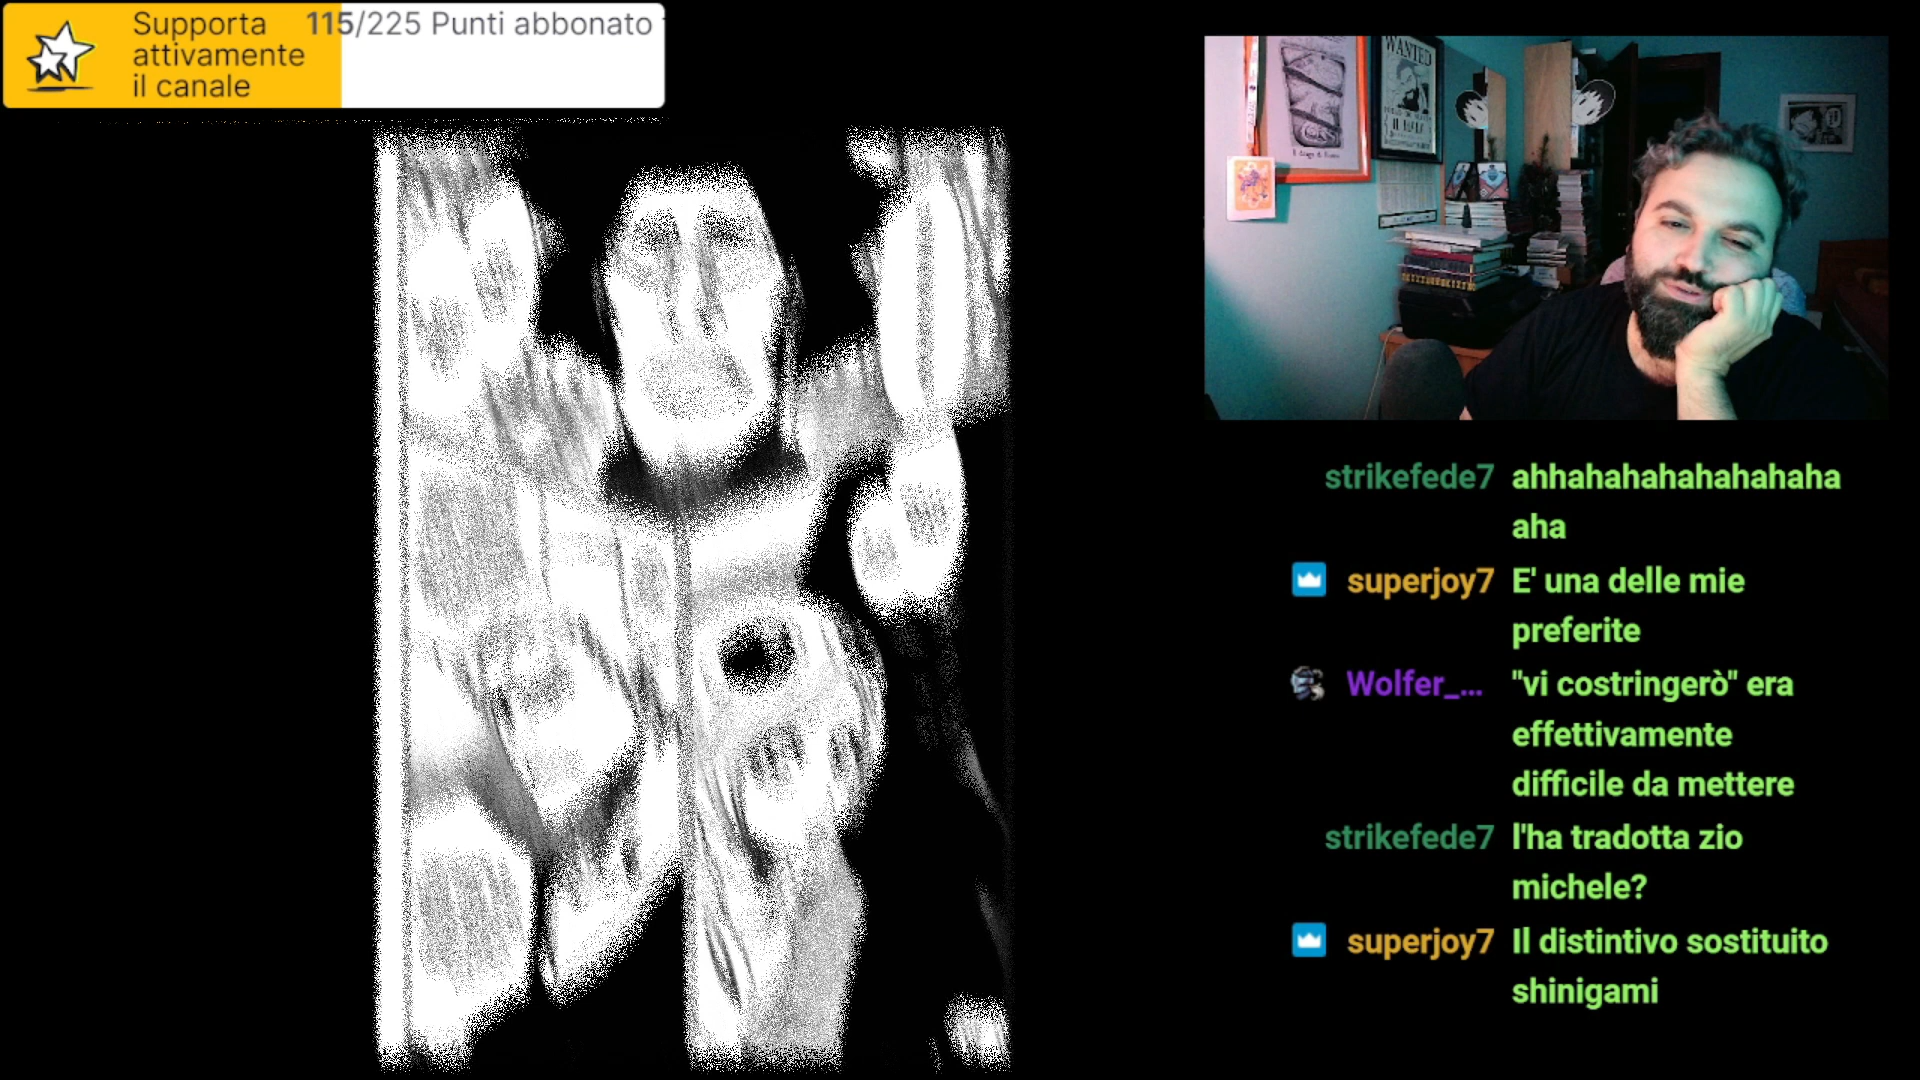 Supporta
attivamente
il canale
115/225 Punti abbonato
WANTED
strikefede7 ahhahahahahahahaha
aha
superjoy7 E' una delle mie
preferite
Wolfer_... "vi costringerò" era
effettivamente
difficile da mettere
strikefede7 l'ha tradotta zio
michele?
superjoy7 Il distintivo sostituito
shinigami